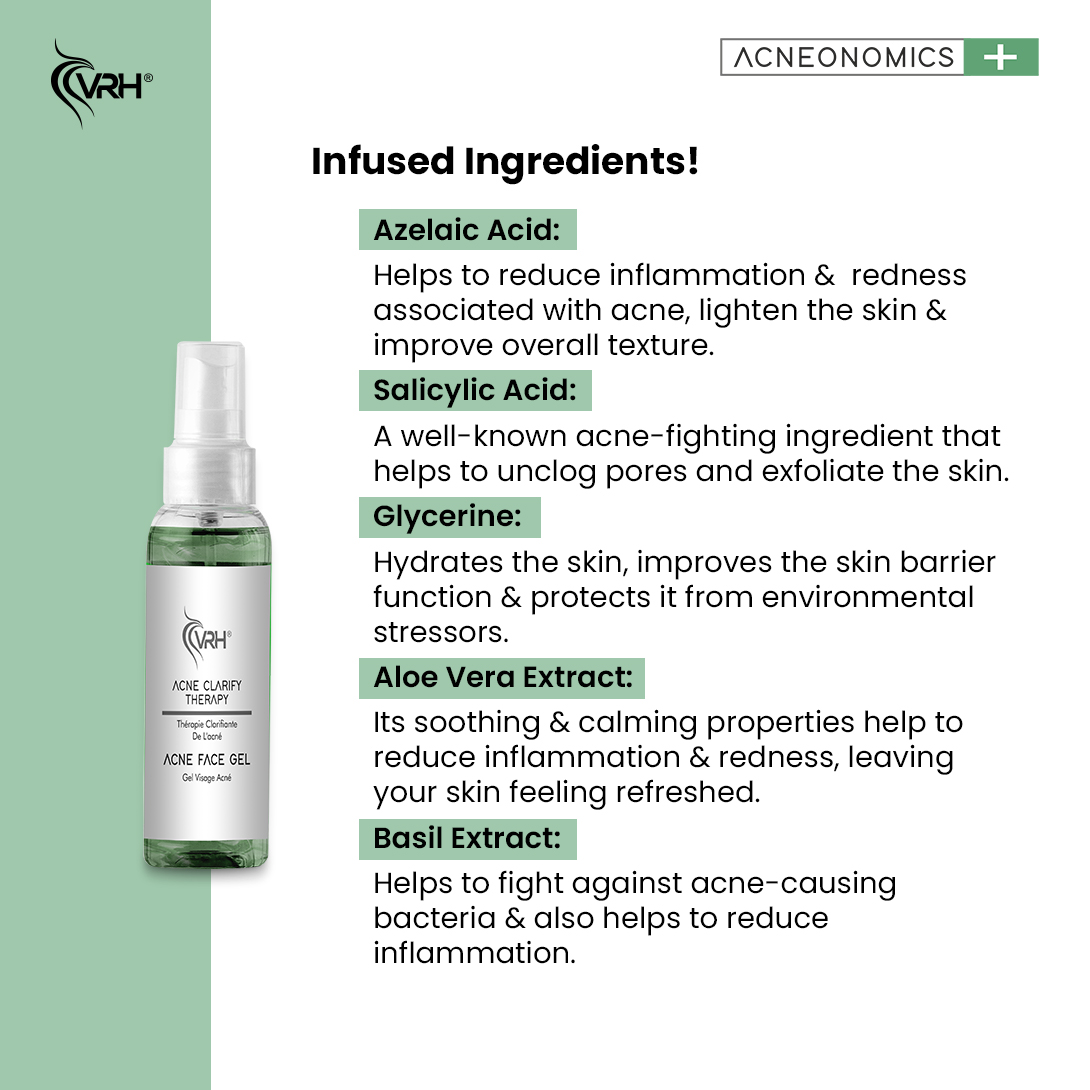 VRH®
ACNEONOMICS +
Infused Ingredients!
Azelaic Acid:
Helps to reduce inflammation &  redness
associated with acne, lighten the skin &
improve overall texture.
Salicylic Acid:
A well-known acne-fighting ingredient that
helps to unclog pores and exfoliate the skin.
Glycerine:
Hydrates the skin, improves the skin barrier
function & protects it from environmental
stressors.
Aloe Vera Extract:
Its soothing & calming properties help to
reduce inflammation & redness, leaving
your skin feeling refreshed.
Basil Extract:
Helps to fight against acne-causing
bacteria & also helps to reduce
inflammation.
VRH®
ACNE CLARIFY
THERAPY
Thérapie Clarifiante
De L'acné
ACNE FACE GEL
Gel Visage Acné